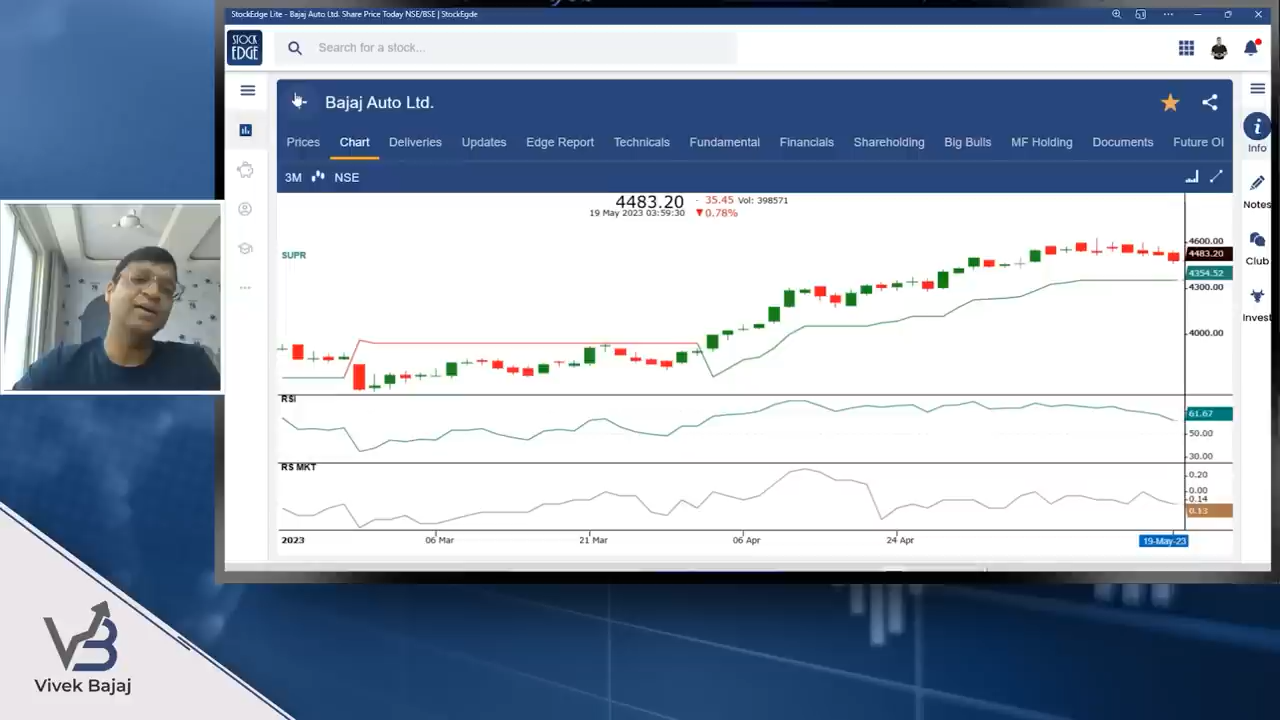 StockEdge Lite - Bajaj Auto Ltd. Share Price Today NSE/BSE | StockEgde
STOCK
EDGE
Search for a stock...
Bajaj Auto Ltd.
Prices Chart Deliveries Updates Edge Report Technicals Fundamental Financials Shareholding Big Bulls MF Holding Documents Future OI
3M NSE
4483.20 - 35.45 Vol: 398571
19 May 2023 03:59:30 ▼0.78%
SUPR
4600.00
4483.20
4354.52
4300.00
4000.00
RSI
61.67
50.00
30.00
RS MKT
0.20
0.00
0.14
0.13
2023 06 Mar 21 Mar 06 Apr 24 Apr 19-May-23
Info
Notes
Club
Invest
VB
Vivek Bajaj